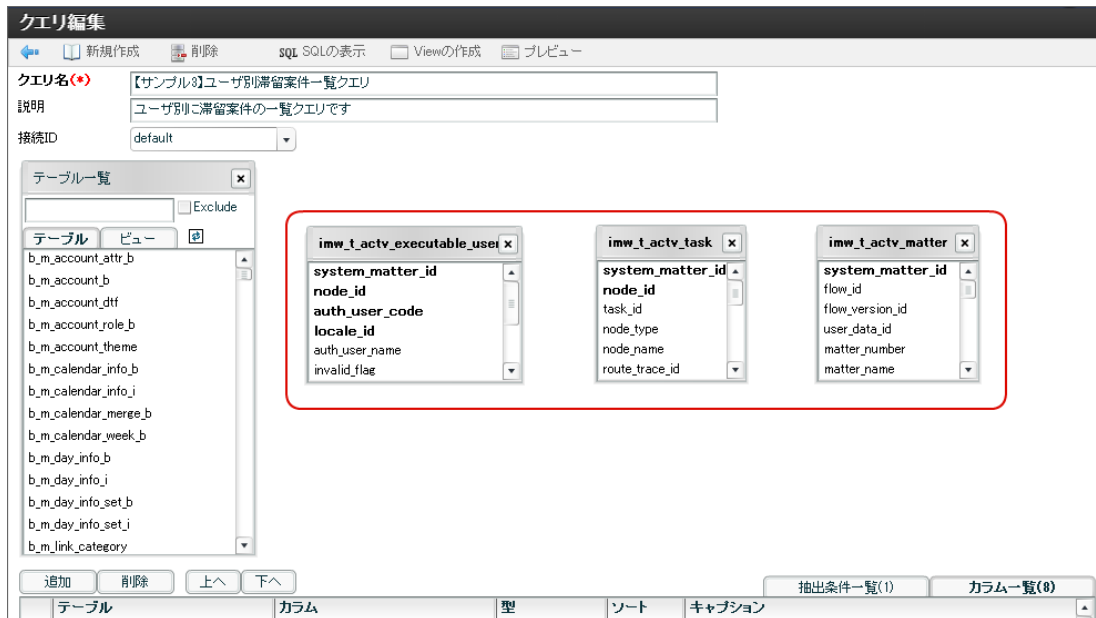 クエリ編集
新規作成 削除 SQL SQLの表示 Viewの作成 プレビュー
クエリ名(*) 【サンプル3】ユーザ別滞留案件一覧クエリ
説明 ユーザ別に滞留案件の一覧クエリです
接続ID default
テーブル一覧
Exclude
テーブル ビュー
b_m_account_attr_b
b_m_account_b
b_m_account_dtf
b_m_account_role_b
b_m_account_theme
b_m_calendar_info_b
b_m_calendar_info_i
b_m_calendar_merge_b
b_m_calendar_week_b
b_m_day_info_b
b_m_day_info_i
b_m_day_info_set_b
b_m_day_info_set_i
b_m_link_category
imw_t_actv_executable_user
system_matter_id
node_id
auth_user_code
locale_id
auth_user_name
invalid_flag
imw_t_actv_task
system_matter_id
node_id
task_id
node_type
node_name
route_trace_id
imw_t_actv_matter
system_matter_id
flow_id
flow_version_id
user_data_id
matter_number
matter_name
追加 削除 上へ 下へ 抽出条件一覧(1) カラム一覧(8)
テーブル カラム 型 ソート キャプション